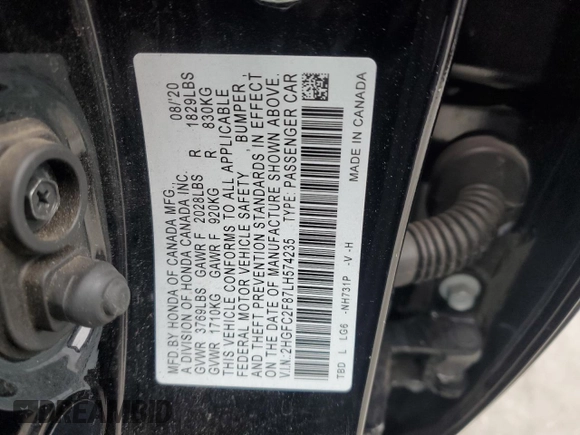 MFD. BY HONDA OF CANADA MFG. 08/'20
A DIVISION OF HONDA CANADA INC.
GVWR 3769LBS GAWR F 2028LBS R 1829LBS
GVWR 1710KG GAWR F 920KG R 830KG
THIS VEHICLE CONFORMS TO ALL APPLICABLE
FEDERAL MOTOR VEHICLE SAFETY , BUMPER ,
AND THEFT PREVENTION STANDARDS IN EFFECT
ON THE DATE OF MANUFACTURE SHOWN ABOVE.
V.I.N: 2HGFC2F87LH574235 TYPE: PASSENGER CAR
TBD L LG6 -NH731P -V -H MADE IN CANADA
DREAMBID